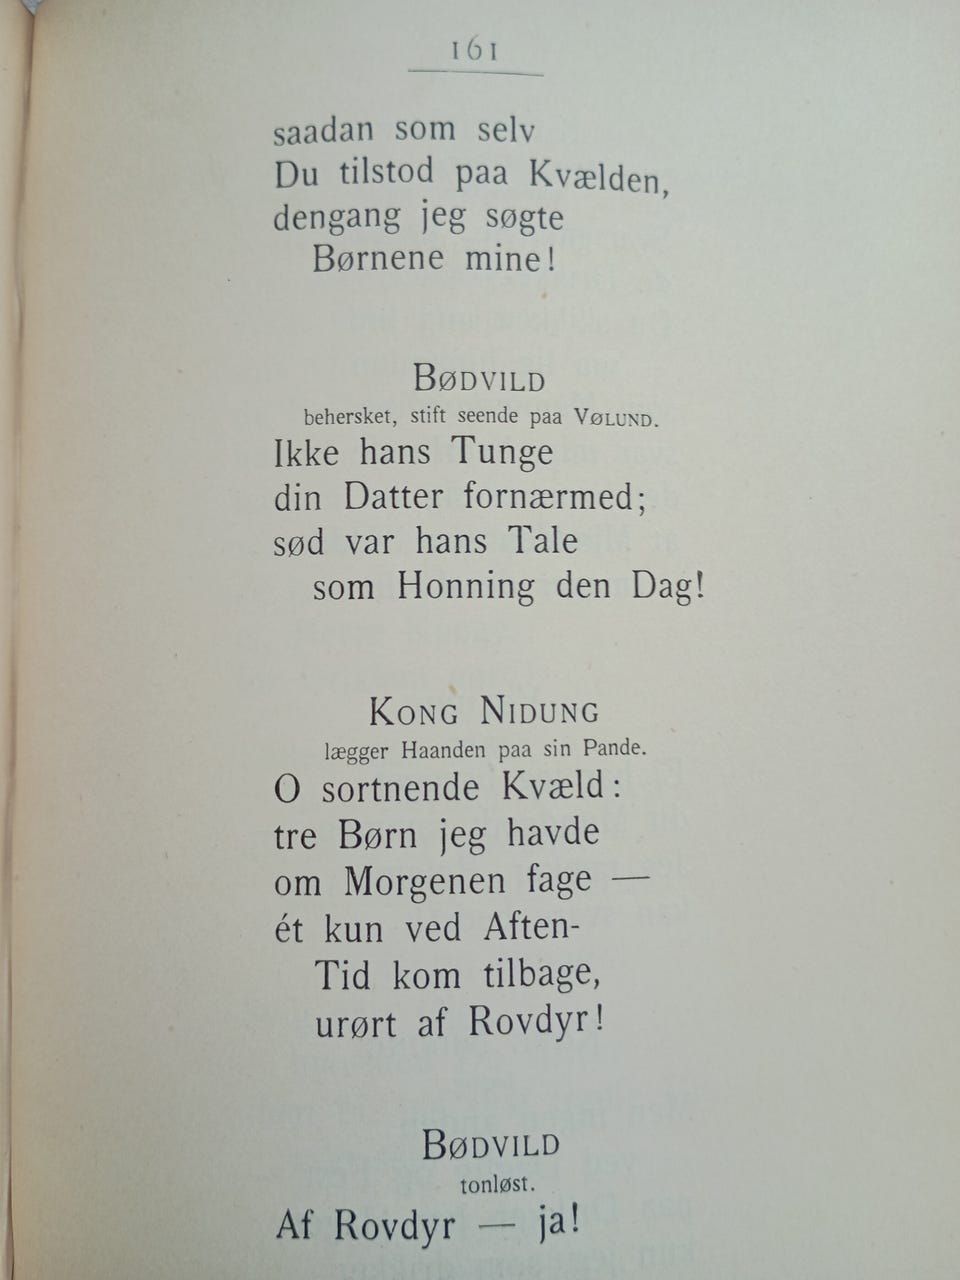 161
saadan som selv
Du tilstod paa Kvælden,
dengang jeg søgte
Børnene mine!
BØDVILD
behersket, stift seende paa VØLUND.
Ikke hans Tunge
din Datter fornærmed;
sød var hans Tale
som Honning den Dag!
KONG NIDUNG
lægger Haanden paa sin Pande.
O sortnende Kvæld:
tre Børn jeg havde
om Morgenen fage —
ét kun ved Aften-
Tid kom tilbage,
urørt af Rovdyr!
BØDVILD
tonløst.
Af Rovdyr — ja!